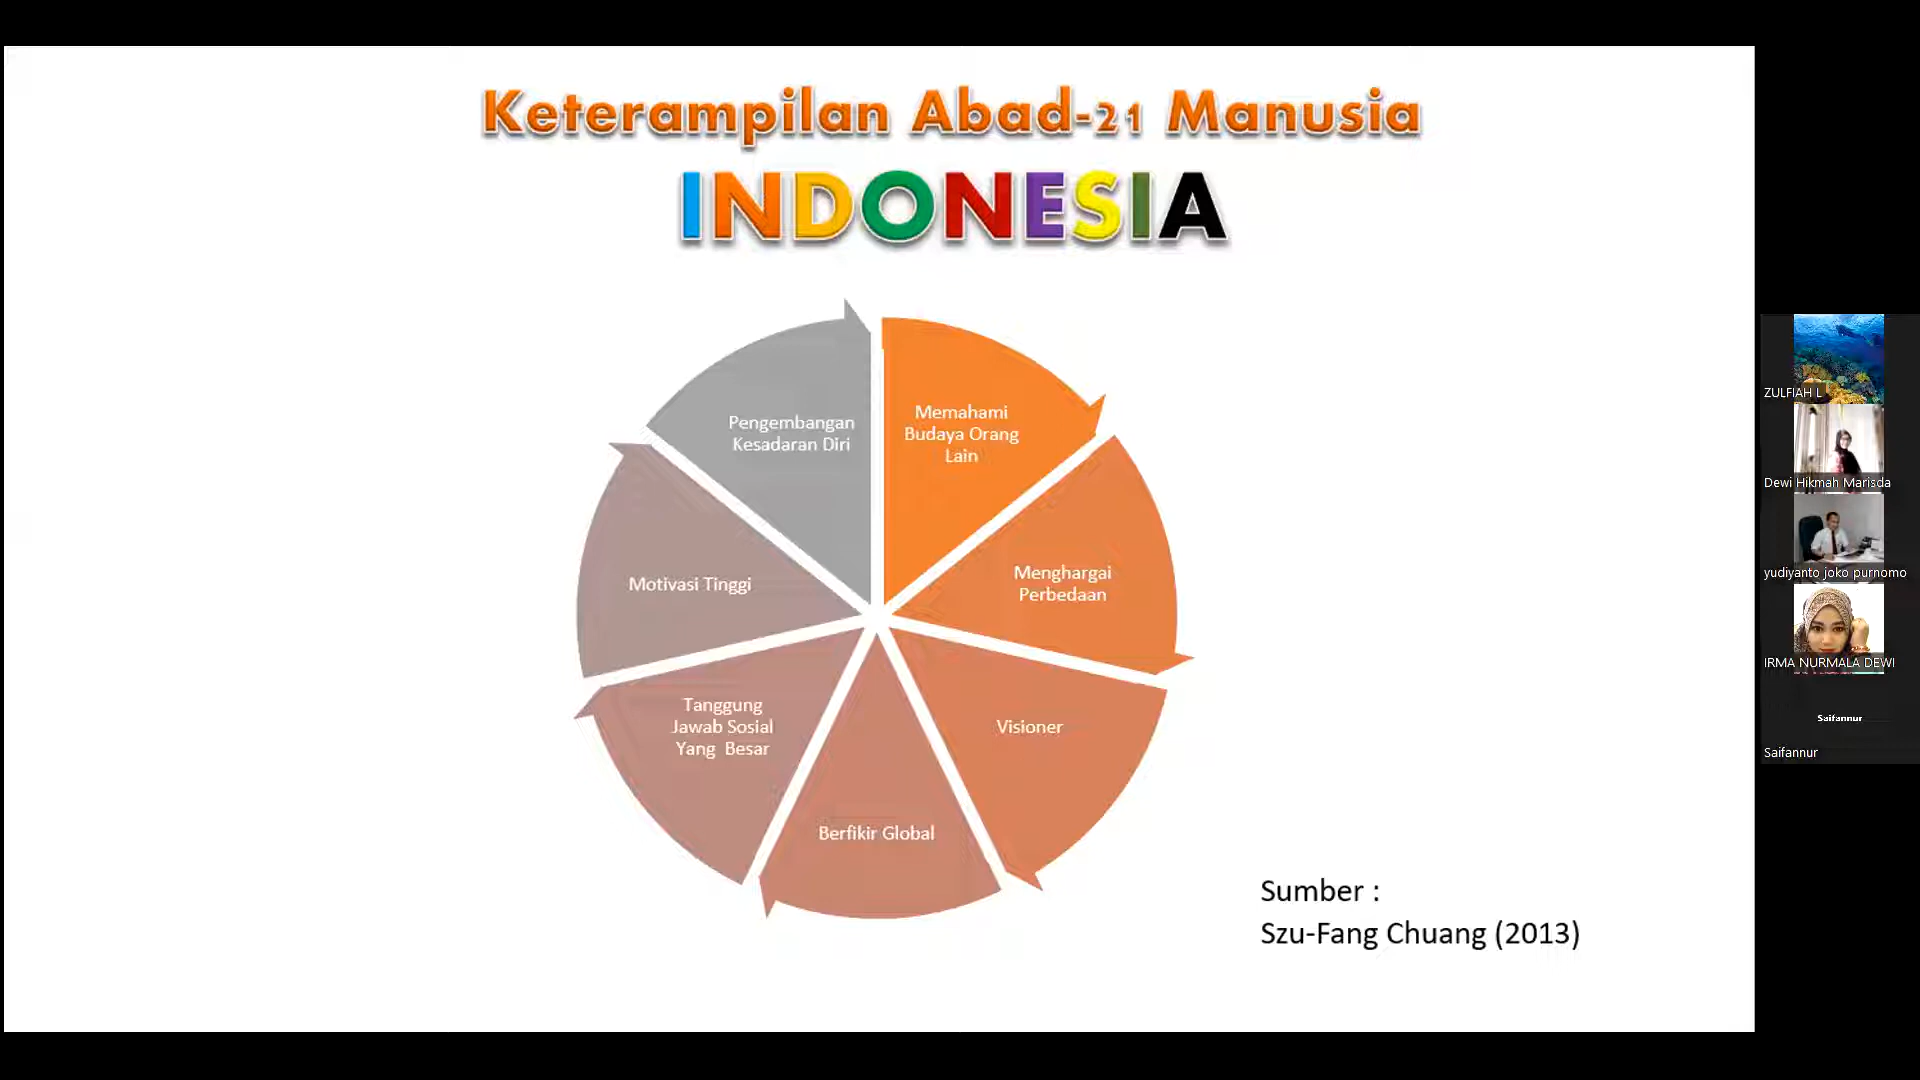 Keterampilan Abad-21 Manusia
INDONESIA
Pengembangan
Kesadaran Diri
Memahami
Budaya Orang
Lain
Menghargai
Perbedaan
Visioner
Berfikir Global
Tanggung
Jawab Sosial
Yang Besar
Motivasi Tinggi
Sumber :
Szu-Fang Chuang (2013)
ZULFIAH L
Dewi Hikmah Marisda
yudiyanto joko purnomo
IRMA NURMALA DEWI
Saifannur
Saifannur